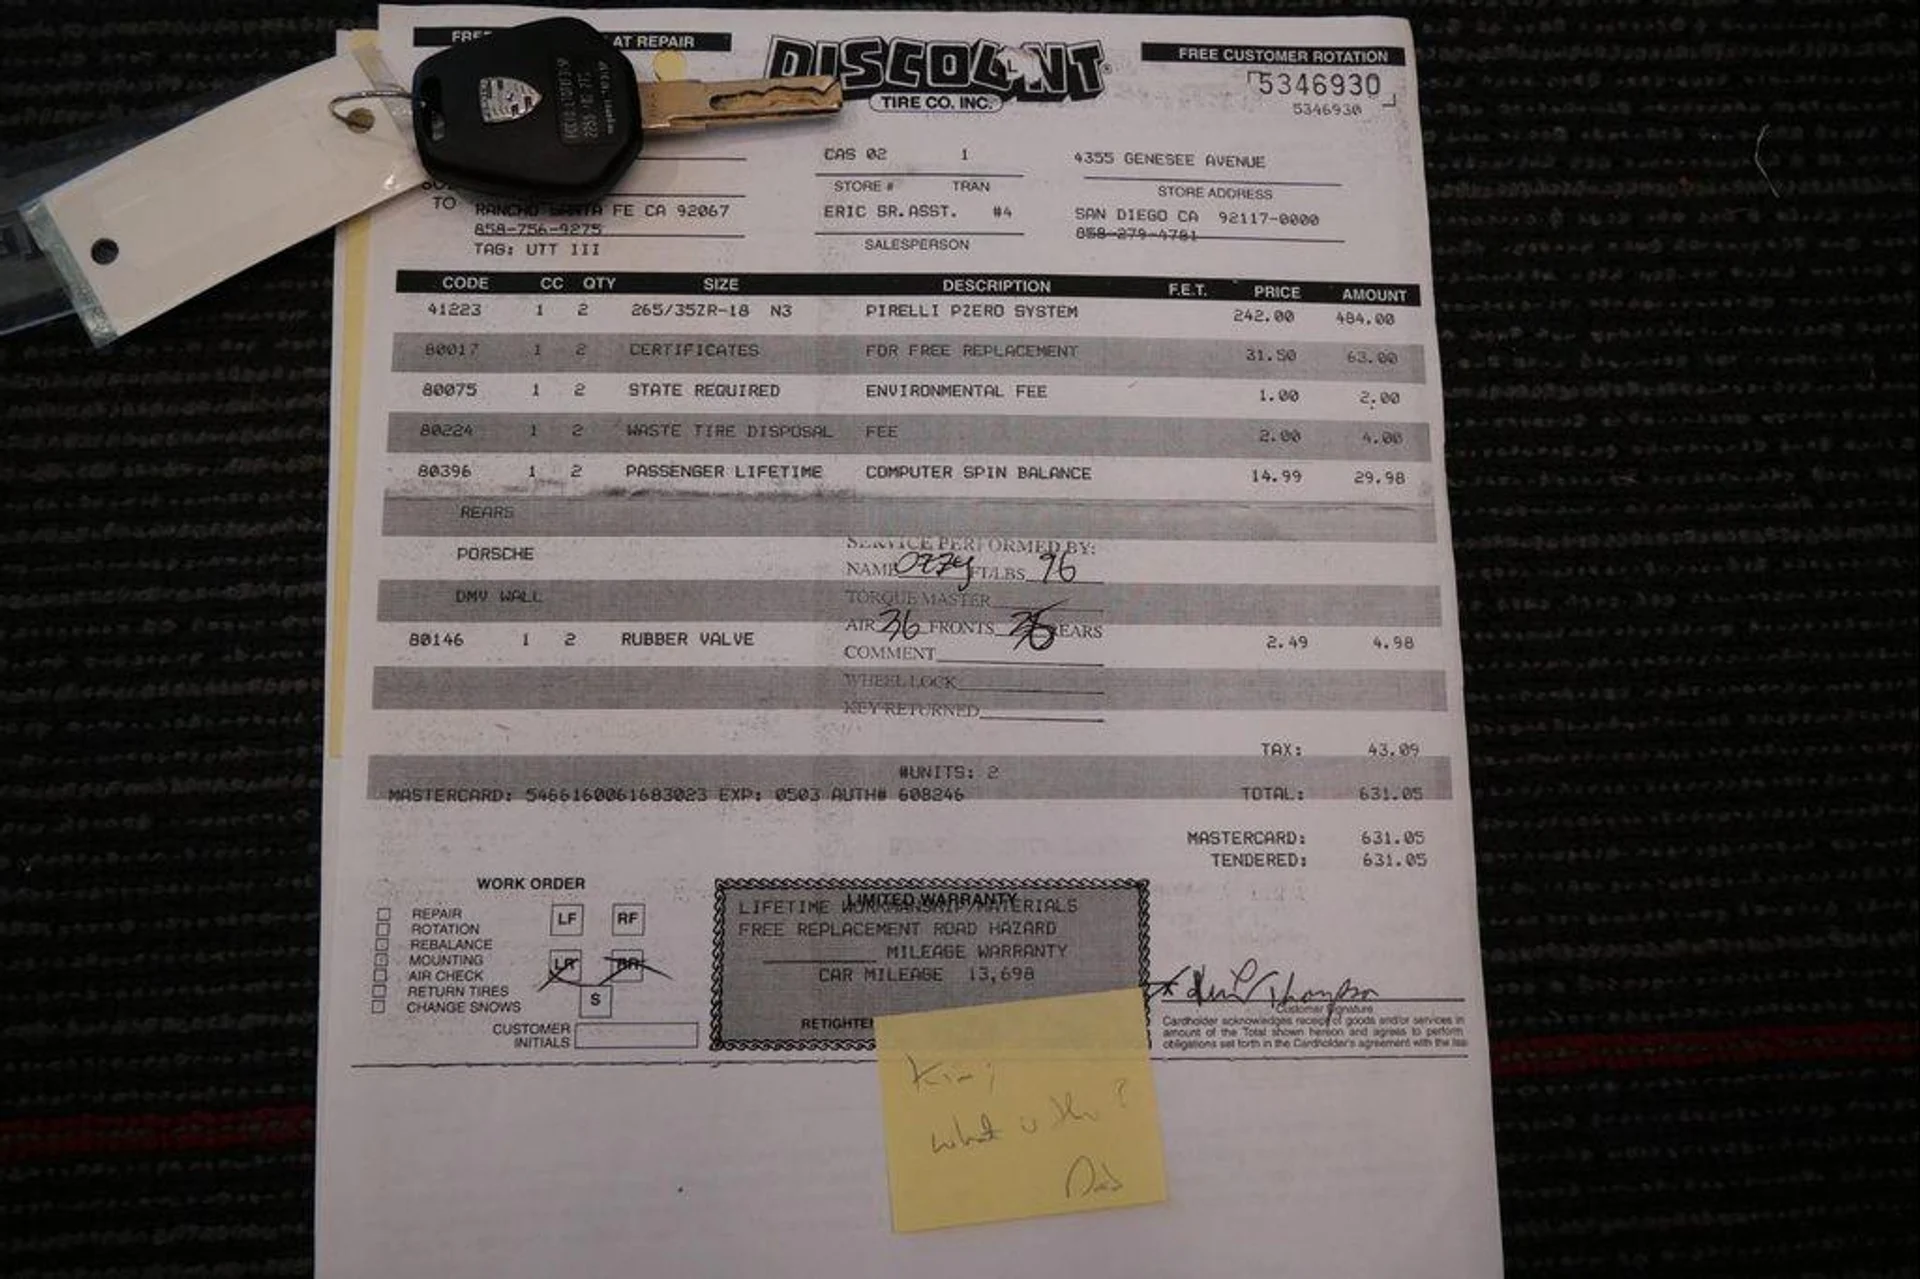 FREE AT REPAIR
DISCOUNT
TIRE CO. INC.
FREE CUSTOMER ROTATION
5346930
5346930
CAS 02 1
STORE # TRAN
4355 GENESEE AVENUE
STORE ADDRESS
TO
RANCHO SANTA FE CA 92067
858-756-9275
TAG: UTT III
ERIC SR.ASST. #4
SALESPERSON
SAN DIEGO CA 92117-0000
858-279-4781
CODE CC QTY SIZE DESCRIPTION F.E.T. PRICE AMOUNT
41223 1 2 265/35ZR-18 N3 PIRELLI PZERO SYSTEM 242.00 484.00
80017 1 2 CERTIFICATES FOR FREE REPLACEMENT 31.50 63.00
80075 1 2 STATE REQUIRED ENVIRONMENTAL FEE 1.00 2.00
80224 1 2 WASTE TIRE DISPOSAL FEE 2.00 4.00
80396 1 2 PASSENGER LIFETIME COMPUTER SPIN BALANCE 14.99 29.98
REARS
PORSCHE
DMV WALL
SERVICE PERFORMED BY:
NAME Ozzy FT/LBS 96
TORQUE MASTER
AIR 36 FRONTS REARS
80146 1 2 RUBBER VALVE 2.49 4.98
COMMENT
WHEEL LOCK
KEY RETURNED
TAX: 43.09
#UNITS: 2
MASTERCARD: 5466160061683023 EXP: 0503 AUTH# 608246 TOTAL: 631.05
MASTERCARD: 631.05
TENDERED: 631.05
WORK ORDER
REPAIR
ROTATION
REBALANCE
MOUNTING
AIR CHECK
RETURN TIRES
CHANGE SNOWS
LF RF
LR RR
S
CUSTOMER
INITIALS
LIMITED WARRANTY
LIFETIME WORKMANSHIP/MATERIALS
FREE REPLACEMENT ROAD HAZARD
MILEAGE WARRANTY
CAR MILEAGE 13,698
RETIGHTE
Thompson
Customer Signature
Cardholder acknowledges receipt of goods and/or services in
amount of the Total shown hereon and agrees to perform
obligations set forth in the Cardholder's agreement with the
Kim,
what is this?
Dad